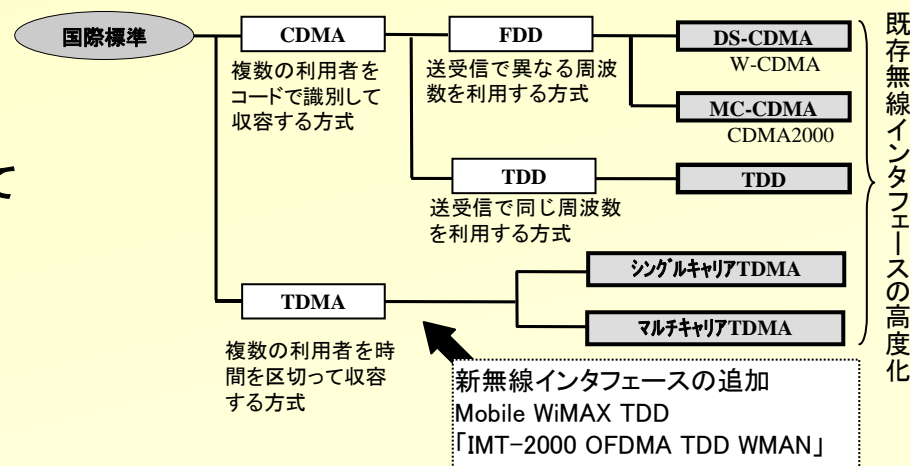 て
国際標準
CDMA
複数の利用者を
コードで識別して
収容する方式
FDD
送受信で異なる周波
数を利用する方式
DS-CDMA
W-CDMA
MC-CDMA
CDMA2000
TDD
送受信で同じ周波数
を利用する方式
TDD
TDMA
複数の利用者を時
間を区切って収容
する方式
シングルキャリアTDMA
マルチキャリアTDMA
新無線インタフェースの追加
Mobile WiMAX TDD
「IMT-2000 OFDMA TDD WMAN」
既存無線インタフェースの高度化